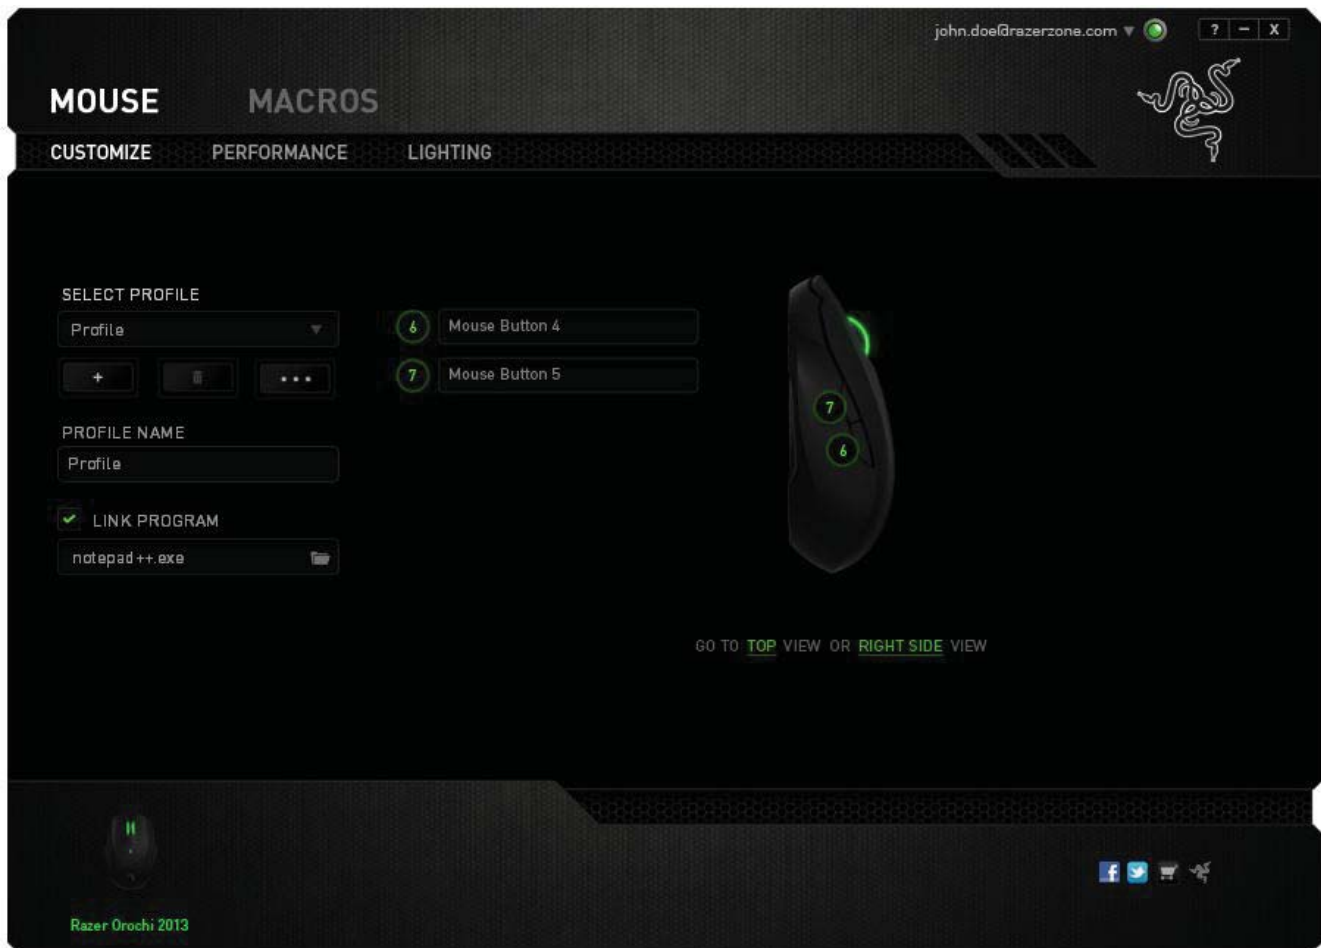 john.doe@razerzone.com
? – X
MOUSE MACROS
CUSTOMIZE PERFORMANCE LIGHTING
SELECT PROFILE
Profile
+ •••
PROFILE NAME
Profile
LINK PROGRAM
notepad++.exe
6 Mouse Button 4
7 Mouse Button 5
7
6
GO TO TOP VIEW OR RIGHT SIDE VIEW
Razer Orochi 2013
f